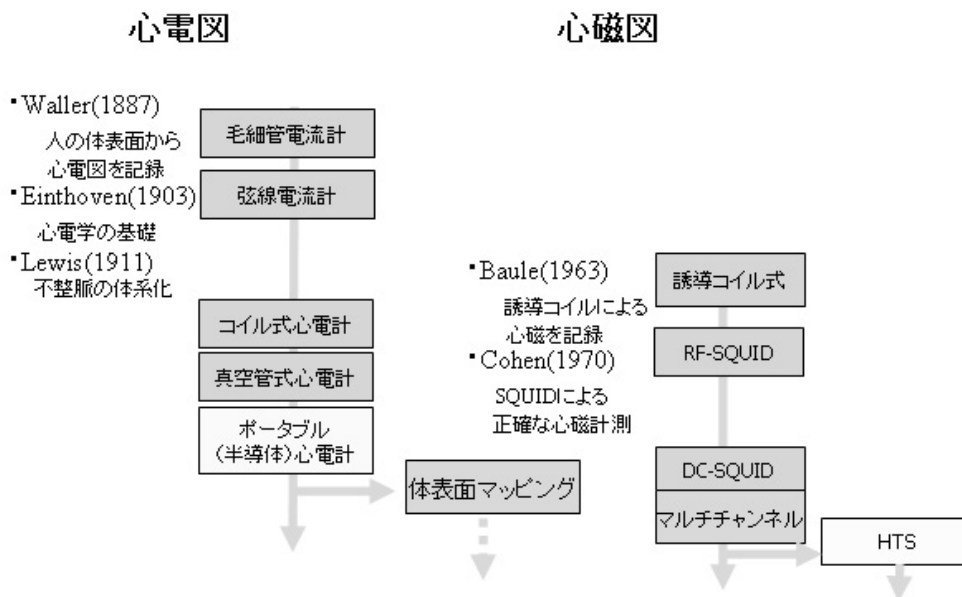 心電図
心磁図
・Waller(1887)
人の体表面から
心電図を記録
・Einthoven(1903)
心電学の基礎
・Lewis(1911)
不整脈の体系化
毛細管電流計
弦線電流計
コイル式心電計
真空管式心電計
ポータブル
(半導体)心電計
体表面マッピング
・Baule(1963)
誘導コイルによる
心磁を記録
・Cohen(1970)
SQUIDによる
正確な心磁計測
誘導コイル式
RF-SQUID
DC-SQUID
マルチチャンネル
HTS